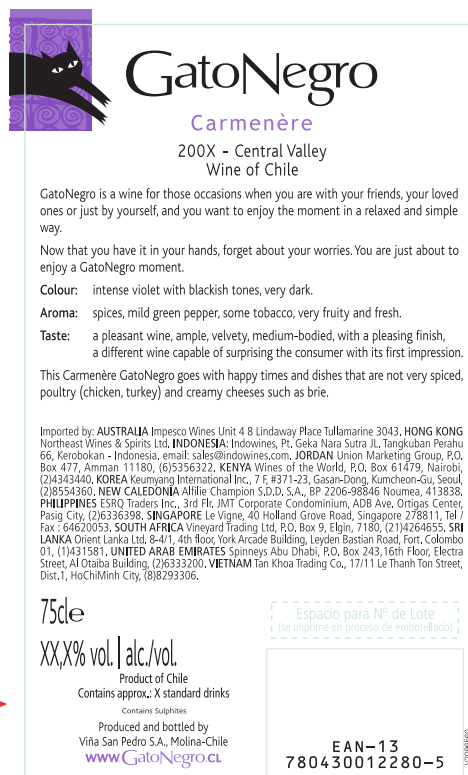 GatoNegro
Carmenère
200X - Central Valley
Wine of Chile
GatoNegro is a wine for those occasions when you are with your friends, your loved
ones or just by yourself, and you want to enjoy the moment in a relaxed and simple
way.
Now that you have it in your hands, forget about your worries. You are just about to
enjoy a GatoNegro moment.
Colour: intense violet with blackish tones, very dark.
Aroma: spices, mild green pepper, some tobacco, very fruity and fresh.
Taste: a pleasant wine, ample, velvety, medium-bodied, with a pleasing finish,
a different wine capable of surprising the consumer with its first impression.
This Carmenère GatoNegro goes with happy times and dishes that are not very spiced,
poultry (chicken, turkey) and creamy cheeses such as brie.
Imported by: AUSTRALIA Impesco Wines Unit 4 8 Lindaway Place Tullamarine 3043. HONG KONG
Northeast Wines & Spirits Ltd. INDONESIA: Indowines, Pt. Geka Nara Sutra JL. Tangkuban Perahu
66, Kerobokan - Indonesia. email: sales@indowines.com. JORDAN Union Marketing Group, P.O.
Box 477, Amman 11180, (6)5356322. KENYA Wines of the World, P.O. Box 61479, Nairobi,
(2)4343440. KOREA Keumyang International Inc., 7 F, #371-23, Gasan-Dong, Kumcheon-Gu, Seoul,
(2)8554360. NEW CALEDONIA Alfilie Champion S.D.D. S.A., BP 2206-98846 Noumea, 413838.
PHILIPPINES ESRQ Traders Inc., 3rd Flr. JMT Corporate Condominium, ADB Ave. Ortigas Center,
Pasig City, (2)6336398. SINGAPORE Le Vigne, 40 Holland Grove Road, Singapore 278811, Tel /
Fax : 64620053. SOUTH AFRICA Vineyard Trading Ltd, P.O. Box 9, Elgin, 7180, (21)4264655. SRI
LANKA Orient Lanka Ltd. 8-4/1, 4th floor, York Arcade Building, Leyden Bastian Road, Fort. Colombo
01, (1)431581. UNITED ARAB EMIRATES Spinneys Abu Dhabi, P.O. Box 243,16th Floor, Electra
Street, Al Otaiba Building, (2)6333200. VIETNAM Tan Khoa Trading Co., 17/11 Le Thanh Ton Street,
Dist.1, HoChiMinh City, (8)8293306.
75cl e
XX,X% vol. | alc./vol.
Product of Chile
Contains approx.: X standard drinks
Contains Sulphites
Produced and bottled by
Viña San Pedro S.A., Molina-Chile
www.GatoNegro.CL
Espacio para Nº de Lote
(se imprime en proceso de embotellado)
EAN-13
780430012280-5